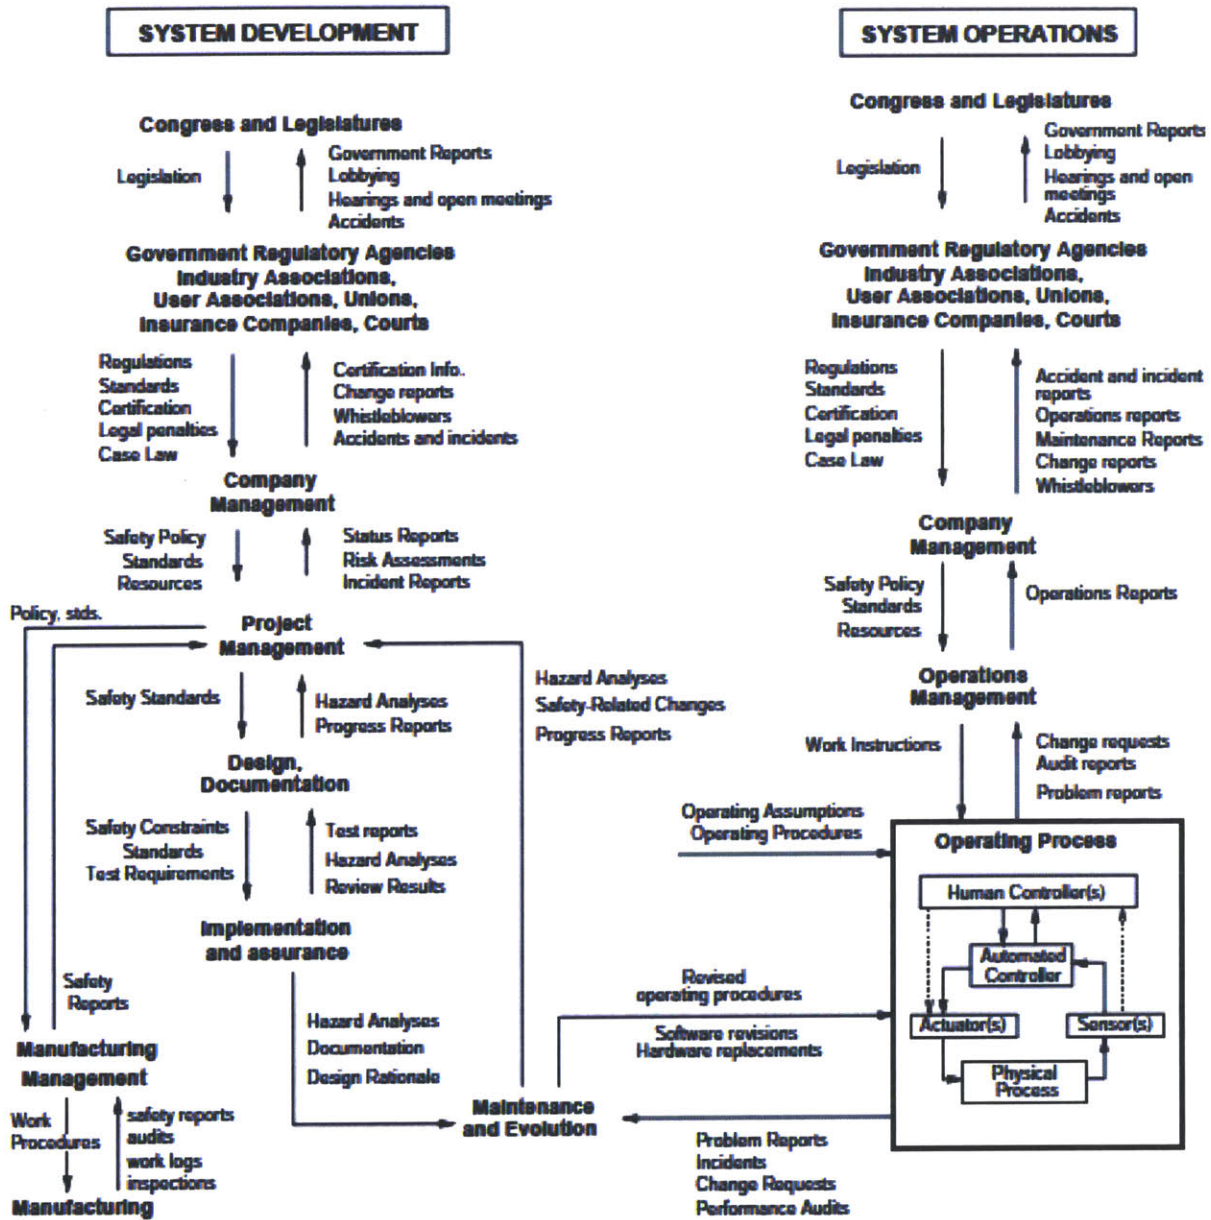 SYSTEM DEVELOPMENT
Congress and Legislatures
Legislation
Government Reports
Lobbying
Hearings and open meetings
Accidents
Government Regulatory Agencies
Industry Associations,
User Associations, Unions,
Insurance Companies, Courts
Regulations
Standards
Certification
Legal penalties
Case Law
Certification Info.
Change reports
Whistleblowers
Accidents and incidents
Company
Management
Safety Policy
Standards
Resources
Status Reports
Risk Assessments
Incident Reports
Policy, stds.
Project
Management
Safety Standards
Hazard Analyses
Progress Reports
Hazard Analyses
Safety-Related Changes
Progress Reports
Design,
Documentation
Safety Constraints
Standards
Test Requirements
Test reports
Hazard Analyses
Review Results
Implementation
and assurance
Safety
Reports
Hazard Analyses
Documentation
Design Rationale
Manufacturing
Management
Work
Procedures
safety reports
audits
work logs
inspections
Manufacturing
Maintenance
and Evolution
SYSTEM OPERATIONS
Congress and Legislatures
Legislation
Government Reports
Lobbying
Hearings and open
meetings
Accidents
Government Regulatory Agencies
Industry Associations,
User Associations, Unions,
Insurance Companies, Courts
Regulations
Standards
Certification
Legal penalties
Case Law
Accident and incident
reports
Operations reports
Maintenance Reports
Change reports
Whistleblowers
Company
Management
Safety Policy
Standards
Resources
Operations Reports
Operations
Management
Work Instructions
Change requests
Audit reports
Problem reports
Operating Assumptions
Operating Procedures
Operating Process
Human Controller(s)
Automated
Controller
Actuator(s)
Sensor(s)
Physical
Process
Revised
operating procedures
Software revisions
Hardware replacements
Problem Reports
Incidents
Change Requests
Performance Audits